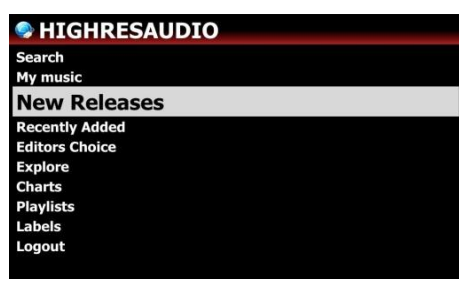 HIGHRESAUDIO
Search
My music
New Releases
Recently Added
Editors Choice
Explore
Charts
Playlists
Labels
Logout